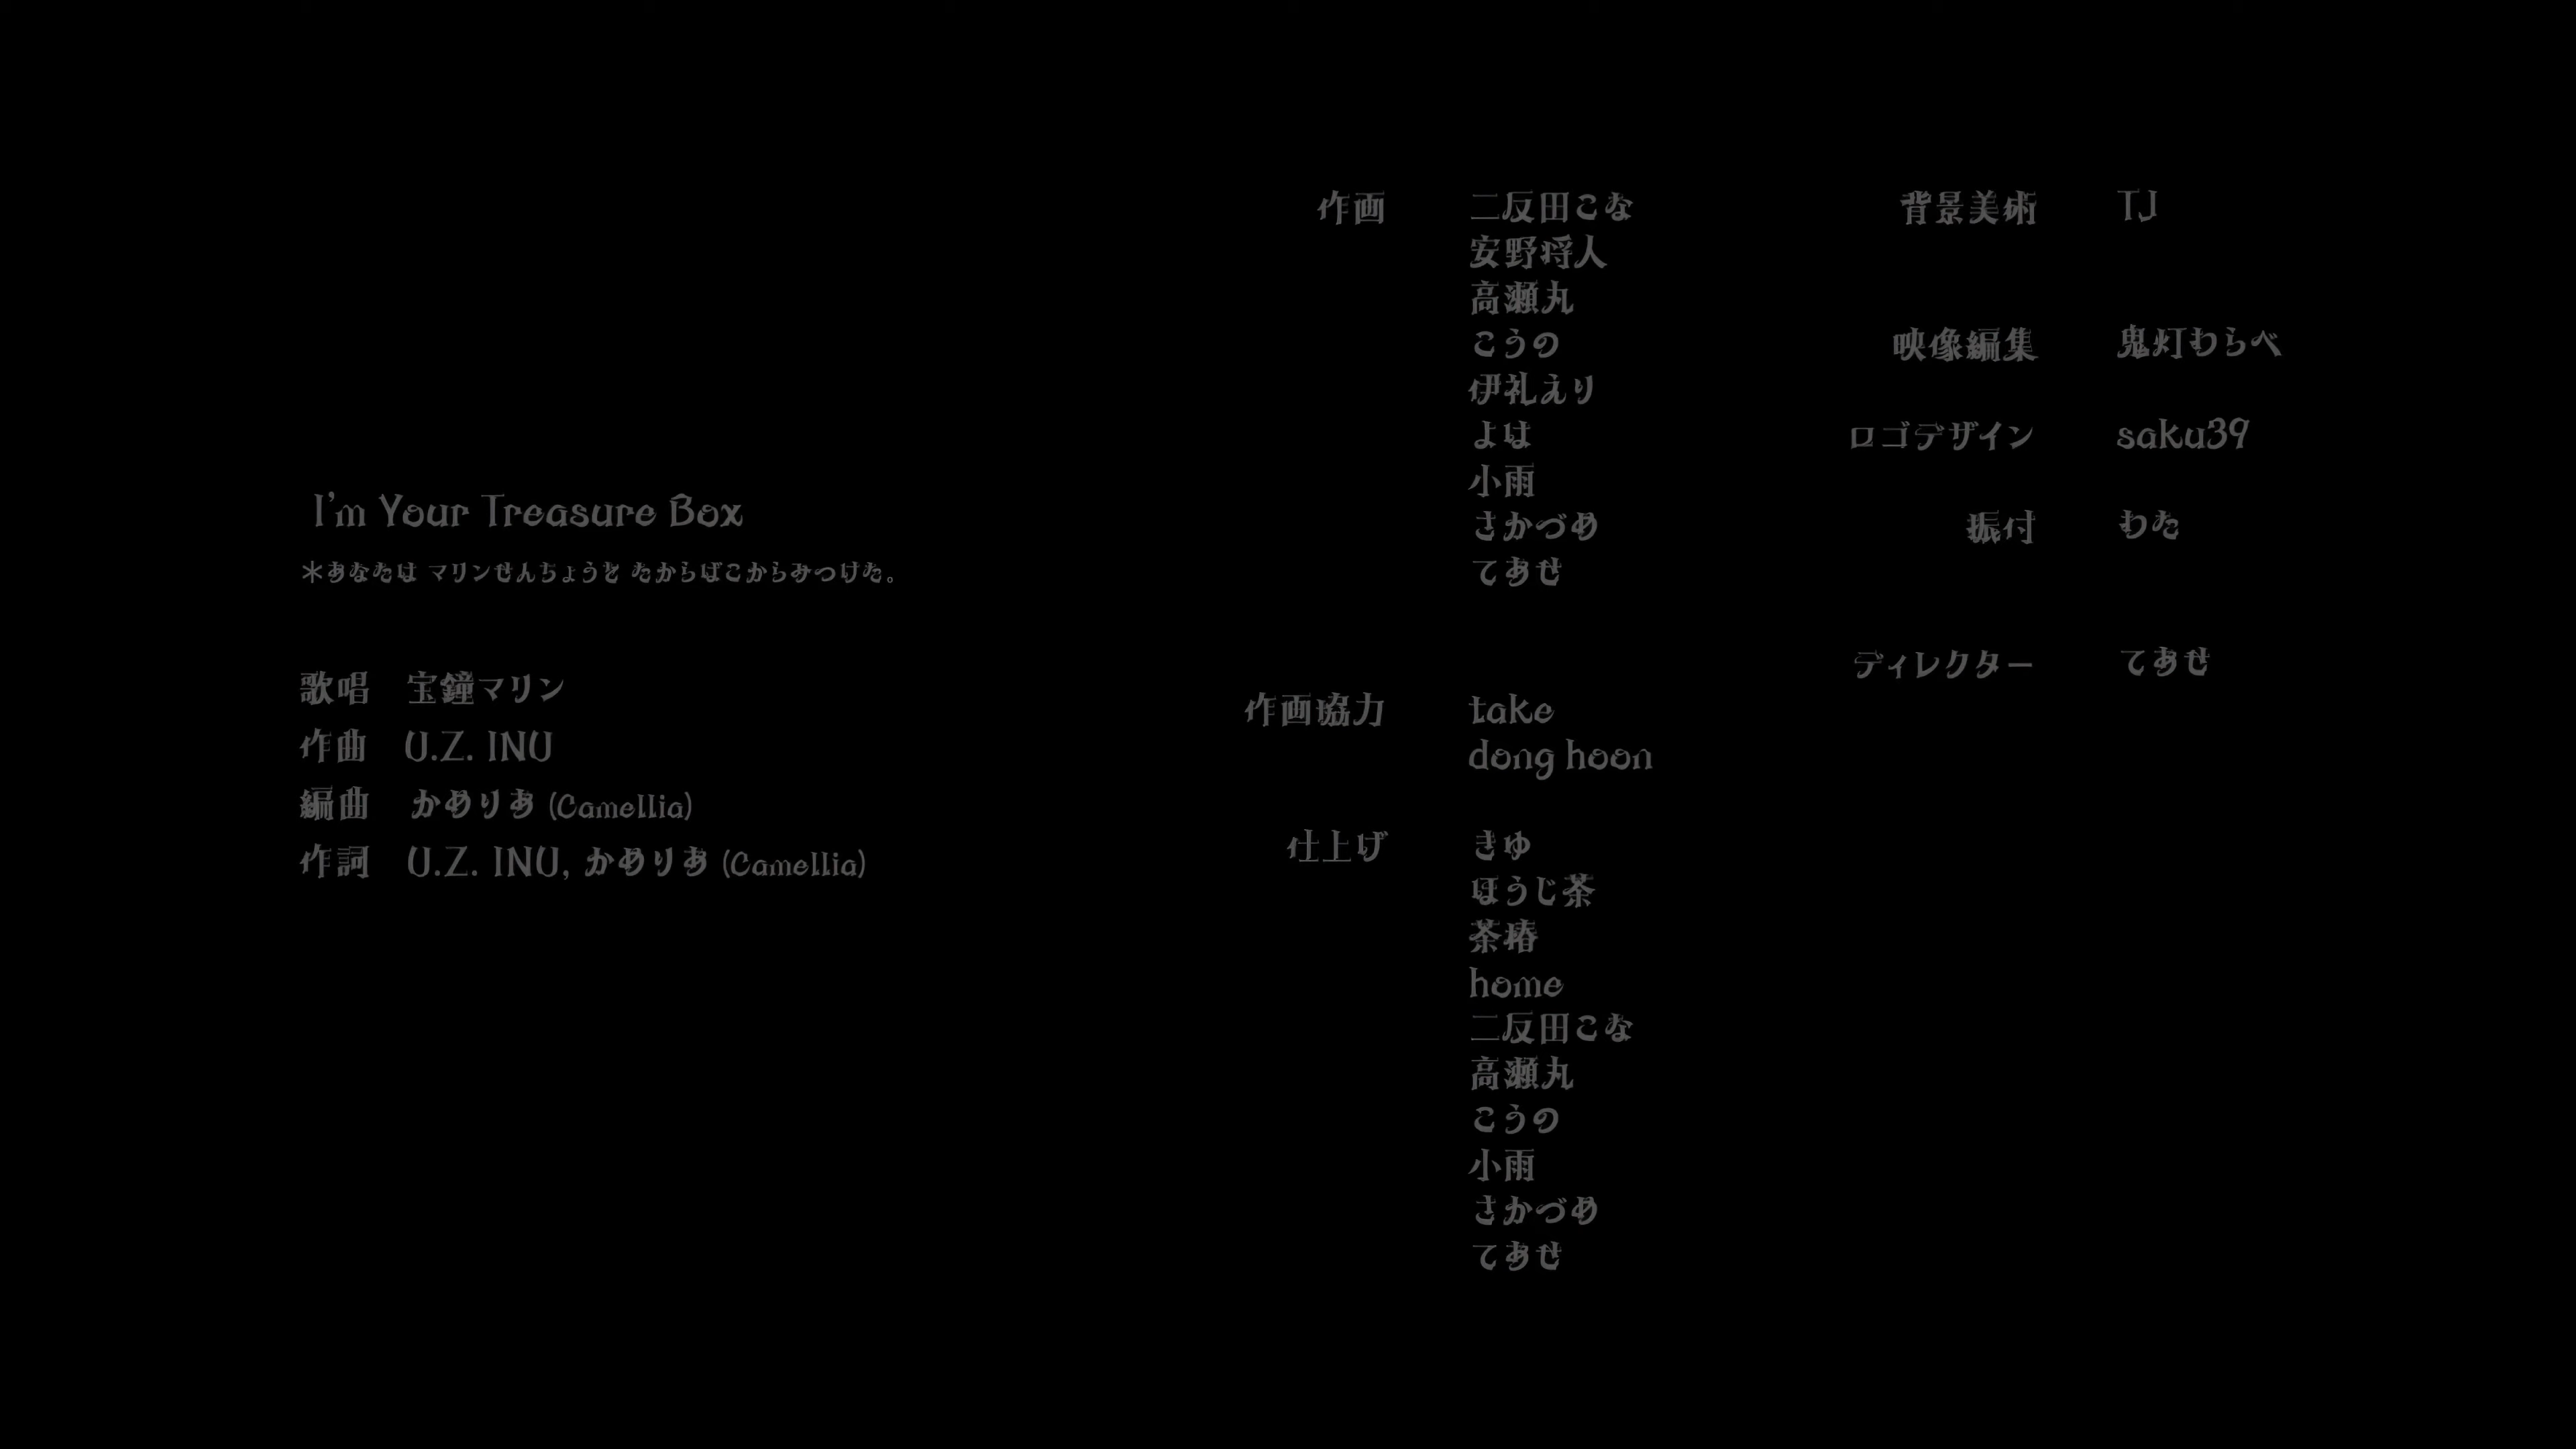 I'm Your Treasure Box
＊あなたは マリンせんちょうを たからばこからみつけた。
歌唱 宝鐘マリン
作曲 U.Z. INU
編曲 かめりあ (Camellia)
作詞 U.Z. INU, かめりあ (Camellia)
作画 二反田こな
安野将人
高瀬丸
こうの
伊礼えり
よは
小雨
さかづめ
てあせ
作画協力 take
dong hoon
仕上げ きゆ
ほうじ茶
茶椿
home
二反田こな
高瀬丸
こうの
小雨
さかづめ
てあせ
背景美術 TJ
映像編集 鬼灯わらべ
ロゴデザイン saku39
振付 わた
ディレクター てあせ